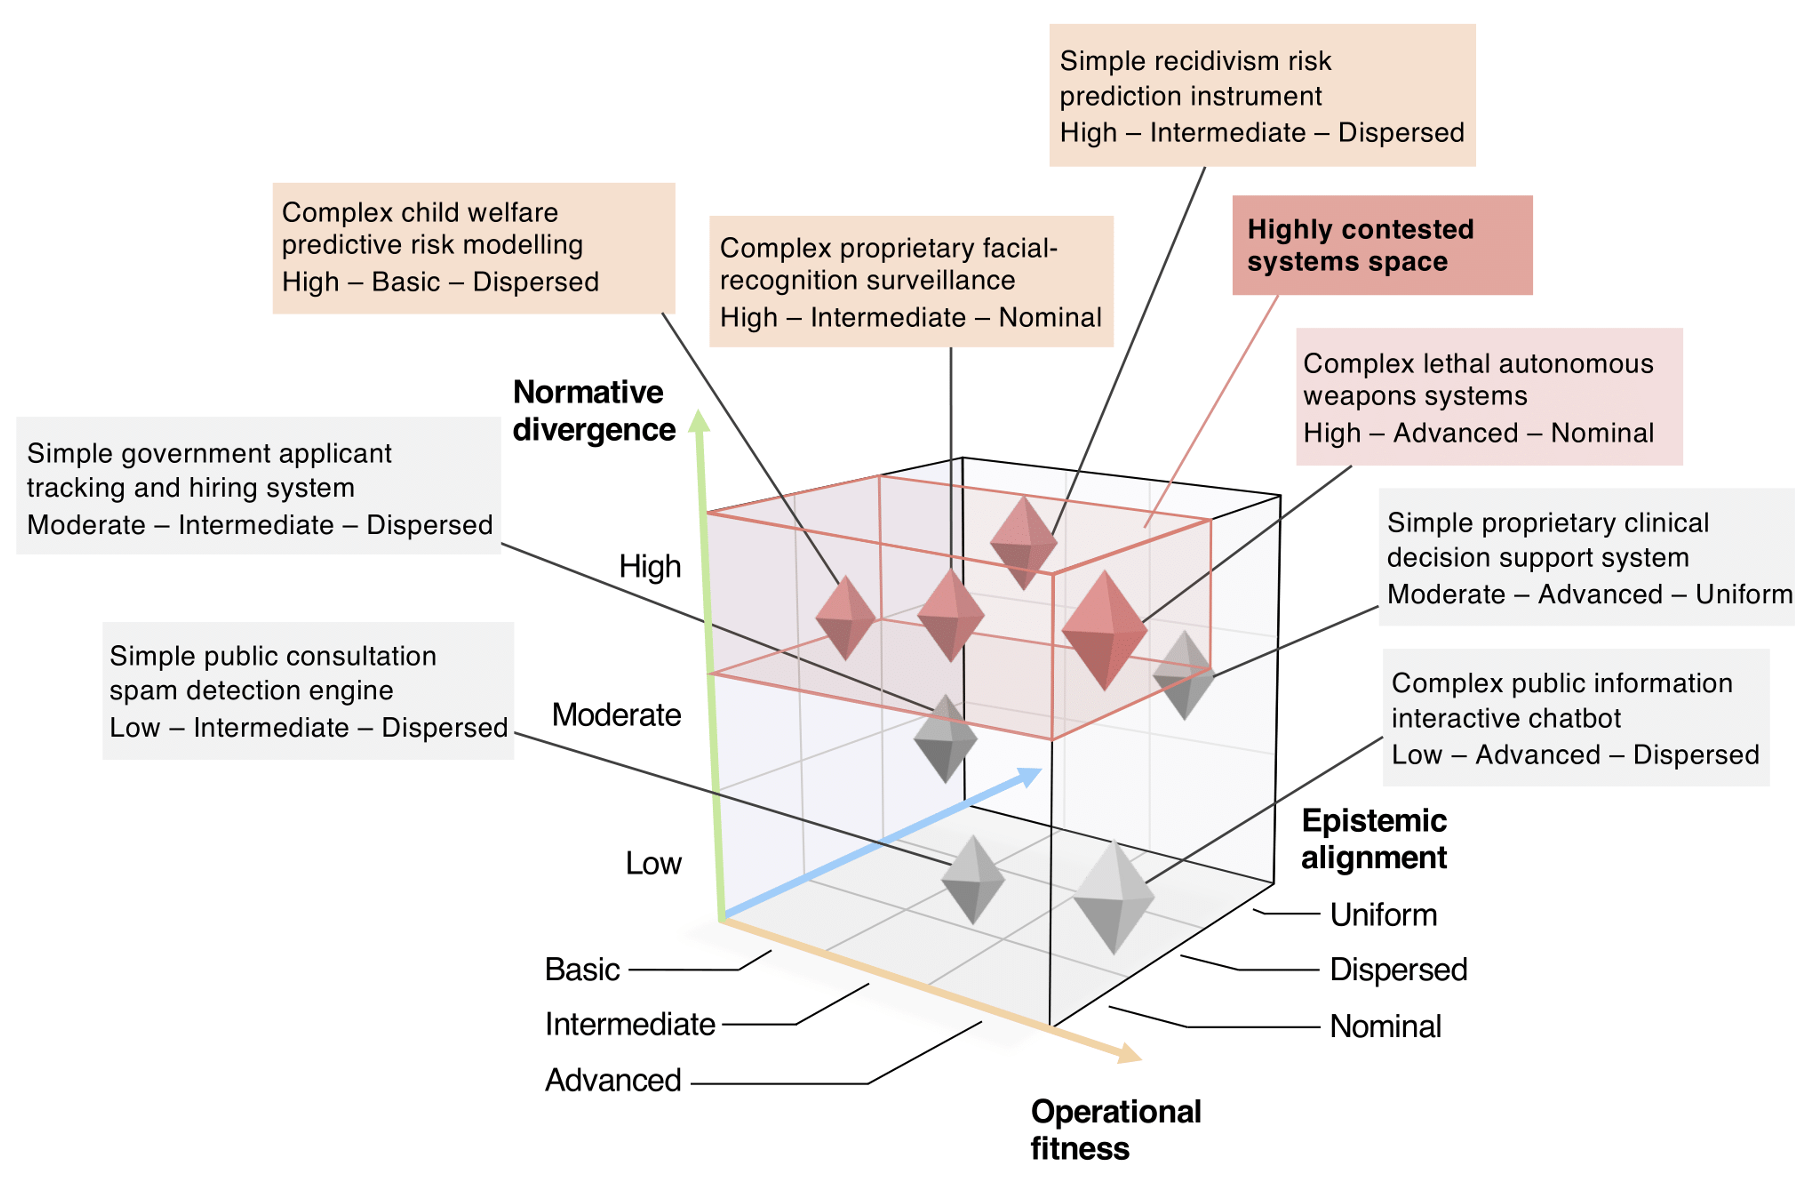 Simple recidivism risk
prediction instrument
High – Intermediate – Dispersed
Complex child welfare
predictive risk modelling
High – Basic – Dispersed
Complex proprietary facial-
recognition surveillance
High – Intermediate – Nominal
Highly contested
systems space
Complex lethal autonomous
weapons systems
High – Advanced – Nominal
Normative
divergence
Simple government applicant
tracking and hiring system
Moderate – Intermediate – Dispersed
Simple proprietary clinical
decision support system
Moderate – Advanced – Uniform
High
Simple public consultation
spam detection engine
Low – Intermediate – Dispersed
Complex public information
interactive chatbot
Low – Advanced – Dispersed
Moderate
Low
Epistemic
alignment
Uniform
Dispersed
Nominal
Basic
Intermediate
Advanced
Operational
fitness